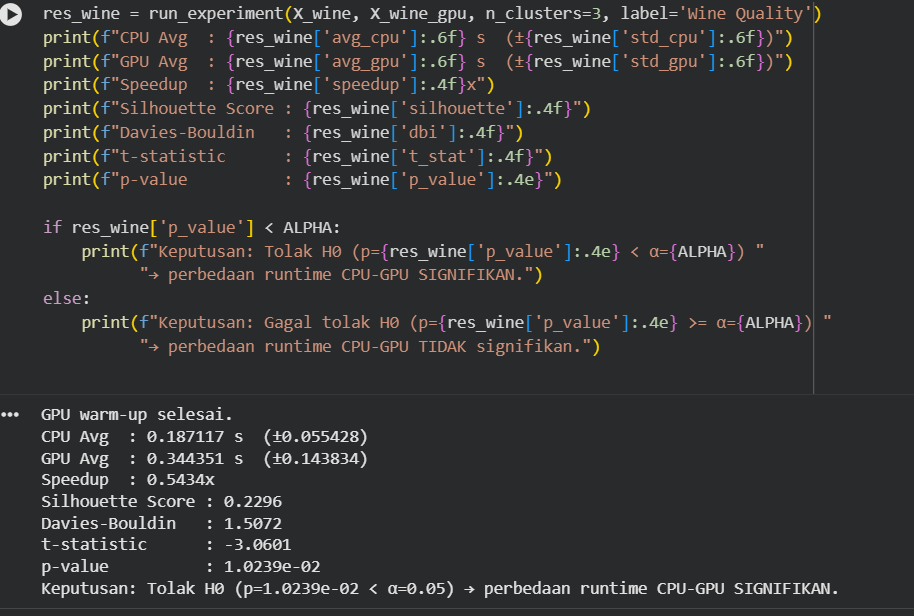 res_wine = run_experiment(X_wine, X_wine_gpu, n_clusters=3, label='Wine Quality')
print(f"CPU Avg  : {res_wine['avg_cpu']:.6f} s  (±{res_wine['std_cpu']:.6f})")
print(f"GPU Avg  : {res_wine['avg_gpu']:.6f} s  (±{res_wine['std_gpu']:.6f})")
print(f"Speedup  : {res_wine['speedup']:.4f}x")
print(f"Silhouette Score : {res_wine['silhouette']:.4f}")
print(f"Davies-Bouldin   : {res_wine['dbi']:.4f}")
print(f"t-statistic      : {res_wine['t_stat']:.4f}")
print(f"p-value          : {res_wine['p_value']:.4e}")

if res_wine['p_value'] < ALPHA:
    print(f"Keputusan: Tolak H0 (p={res_wine['p_value']:.4e} < α={ALPHA}) "
          "→ perbedaan runtime CPU-GPU SIGNIFIKAN.")
else:
    print(f"Keputusan: Gagal tolak H0 (p={res_wine['p_value']:.4e} >= α={ALPHA}) "
          "→ perbedaan runtime CPU-GPU TIDAK signifikan.")

GPU warm-up selesai.
CPU Avg  : 0.187117 s  (±0.055428)
GPU Avg  : 0.344351 s  (±0.143834)
Speedup  : 0.5434x
Silhouette Score : 0.2296
Davies-Bouldin   : 1.5072
t-statistic      : -3.0601
p-value          : 1.0239e-02
Keputusan: Tolak H0 (p=1.0239e-02 < α=0.05) → perbedaan runtime CPU-GPU SIGNIFIKAN.